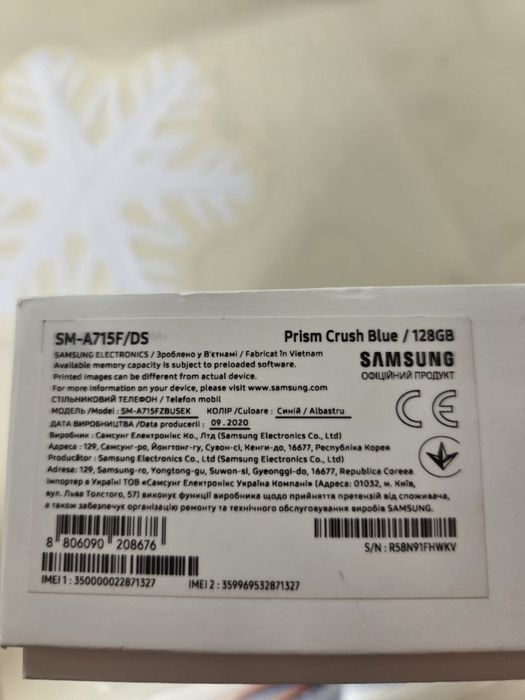 SM-A715F/DS
Prism Crush Blue / 128GB
SAMSUNG ELECTRONICS / Зроблено у В'єтнамі / Fabricat în Vietnam
Available memory capacity is subject to preloaded software.
Printed images can be different from actual device.
For more information on your device, please visit www.samsung.com
SAMSUNG
ОФІЦІЙНИЙ ПРОДУКТ
СТІЛЬНИКОВИЙ ТЕЛЕФОН / Telefon mobil
МОДЕЛЬ /Model: SM-A715FZBUSEK КОЛІР /Culoare: Синій / Albastru
ДАТА ВИРОБНИЦТВА /Data producerii: 09.2020
CE
Виробник : Самсунг Електронікс Ко., Лтд (Samsung Electronics Co., Ltd)
Адреса : 129, Самсунг-ро, Йонгтонг-гу, Сувон-сі, Кйонгі-до, 16677, Республіка Корея
Producător : Samsung Electronics Co., Ltd (Samsung Electronics Co., Ltd)
Adresa: 129, Samsung-ro, Yongtong-gu, Suwon-si, Gyeonggi-do, 16677, Republica Coreea
Імпортер в Україні ТОВ «Самсунг Електронікс Україна Компані» (Адреса: 01032, м. Київ,
вул. Льва Толстого, 57) виконує функції виробника щодо прийняття претензій від споживача,
а також забезпечує організацію ремонту та технічного обслуговування виробів SAMSUNG.
8 806090 208676
S/N : R58N91FHWKV
IMEI 1 : 350000022871327 IMEI 2 : 359969532871327